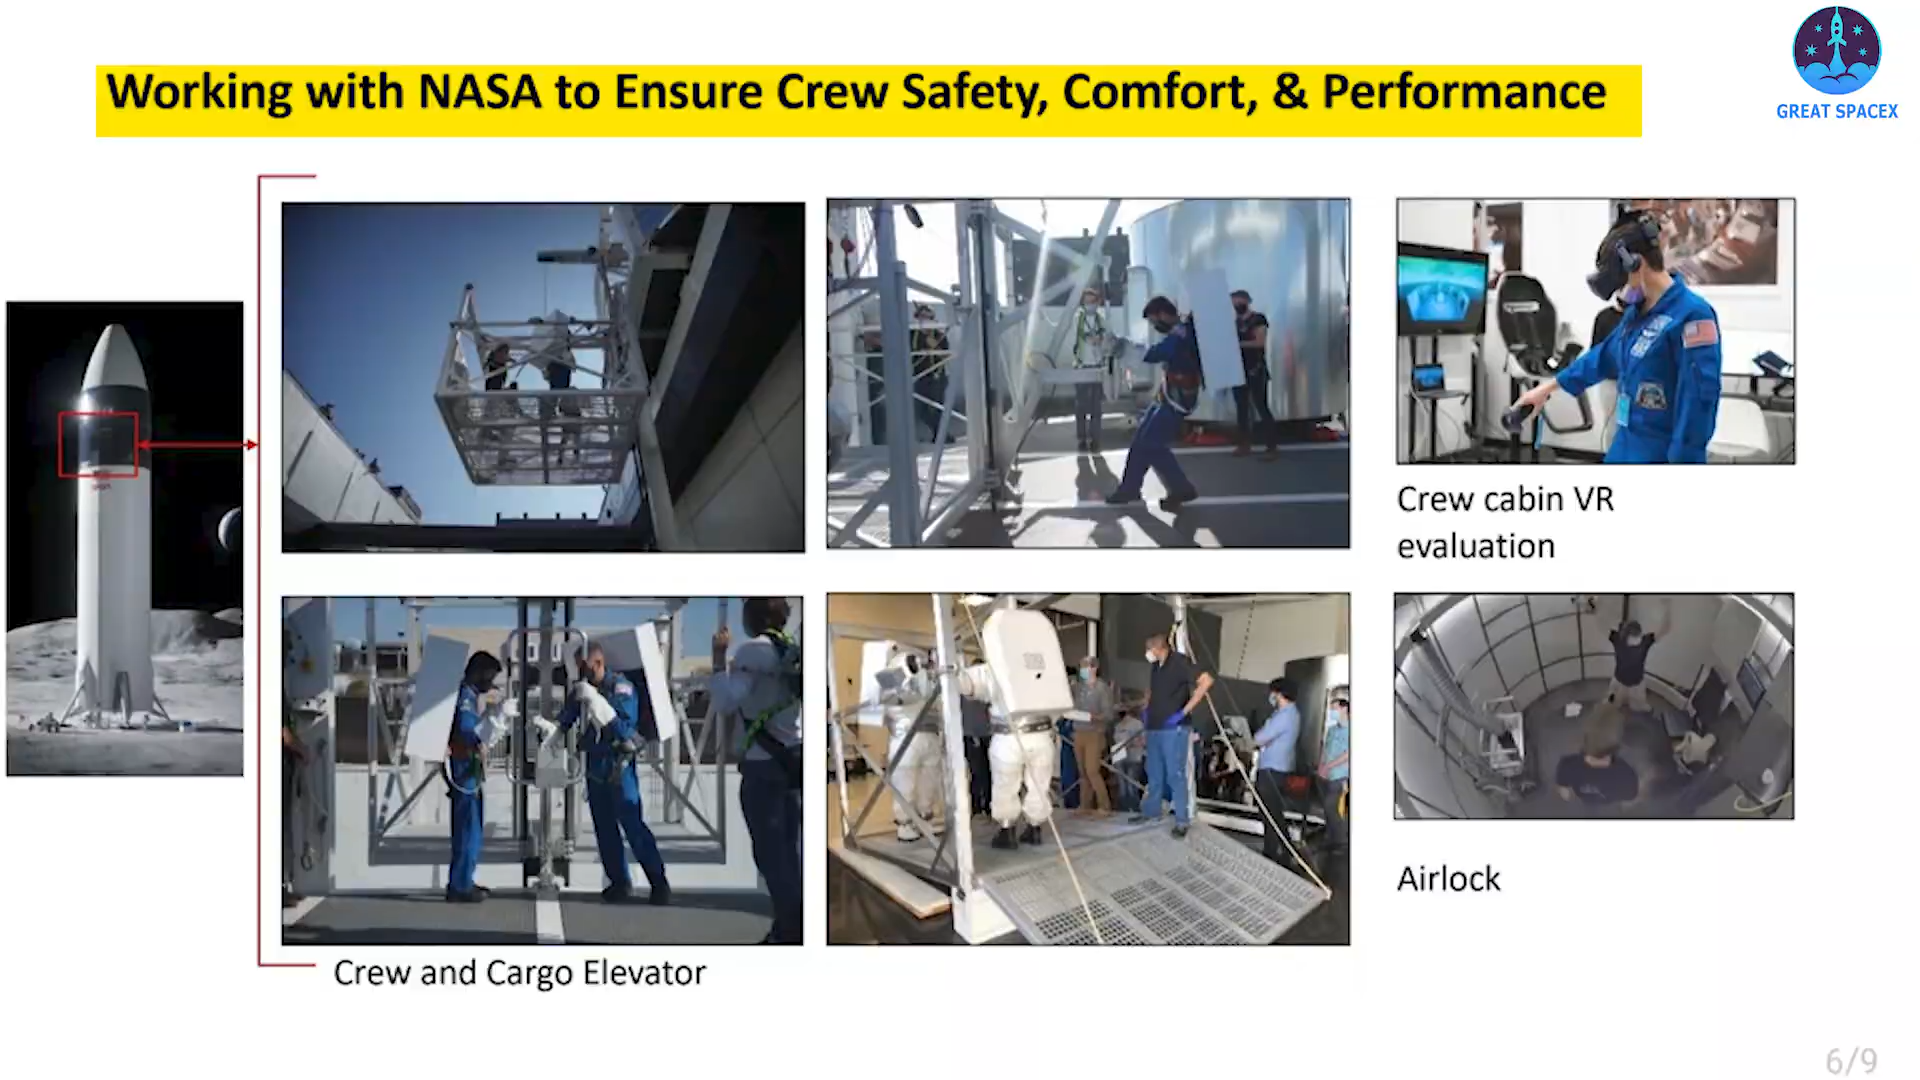 Working with NASA to Ensure Crew Safety, Comfort, & Performance
GREAT SPACEX
Crew cabin VR
evaluation
Airlock
Crew and Cargo Elevator
6/9